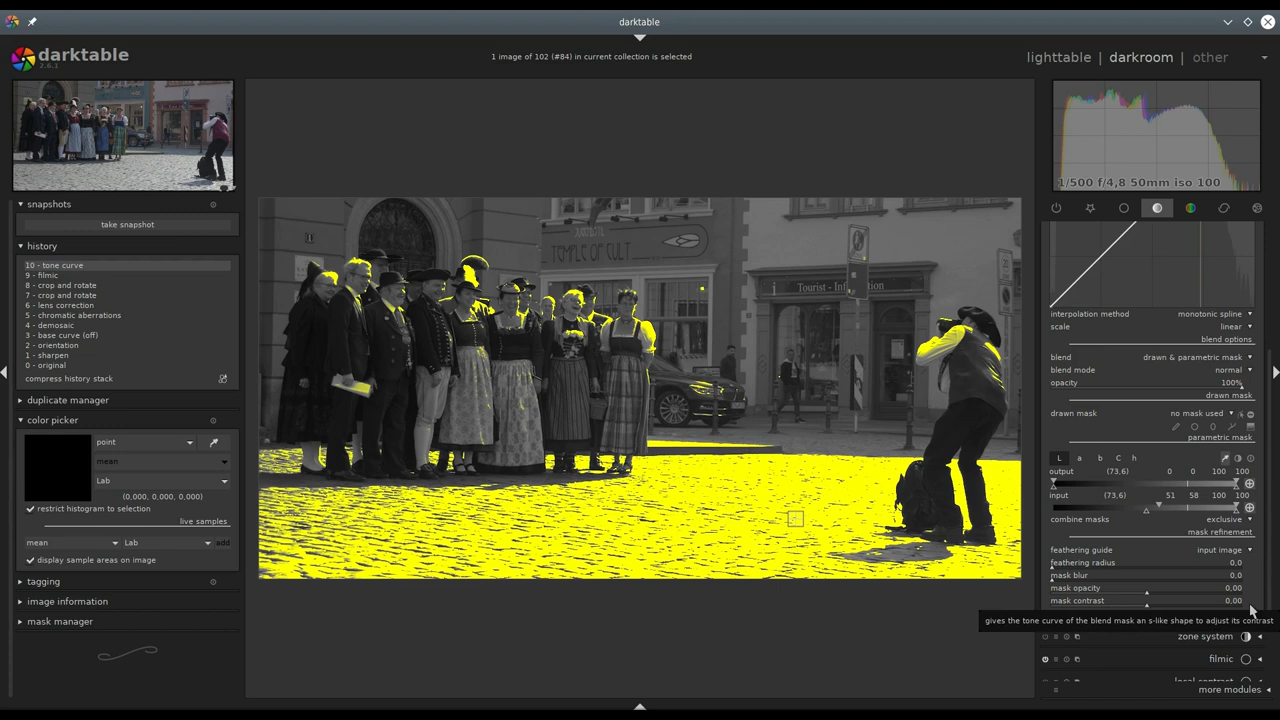 darktable
darktable
2.6.1
1 image of 102 (#84) in current collection is selected
lighttable | darkroom | other
1/500 f/4,8 50mm iso 100
snapshots
take snapshot
history
10 - tone curve
9 - filmic
8 - crop and rotate
7 - crop and rotate
6 - lens correction
5 - chromatic aberrations
4 - demosaic
3 - base curve (off)
2 - orientation
1 - sharpen
0 - original
compress history stack
duplicate manager
color picker
point
mean
Lab
(0,000, 0,000, 0,000)
restrict histogram to selection
live samples
mean Lab add
display sample areas on image
tagging
image information
mask manager
TEMPLE OF CULT
Tourist - Information
interpolation method monotonic spline
scale linear
blend options
blend drawn & parametric mask
blend mode normal
opacity 100%
drawn mask
drawn mask no mask used
parametric mask
L a b C h
output (73,6) 0 0 100 100
input (73,6) 51 58 100 100
combine masks exclusive
mask refinement
feathering guide input image
feathering radius 0,0
mask blur 0,0
mask opacity 0,00
mask contrast 0,00
gives the tone curve of the blend mask an s-like shape to adjust its contrast
zone system
filmic
local contrast
more modules